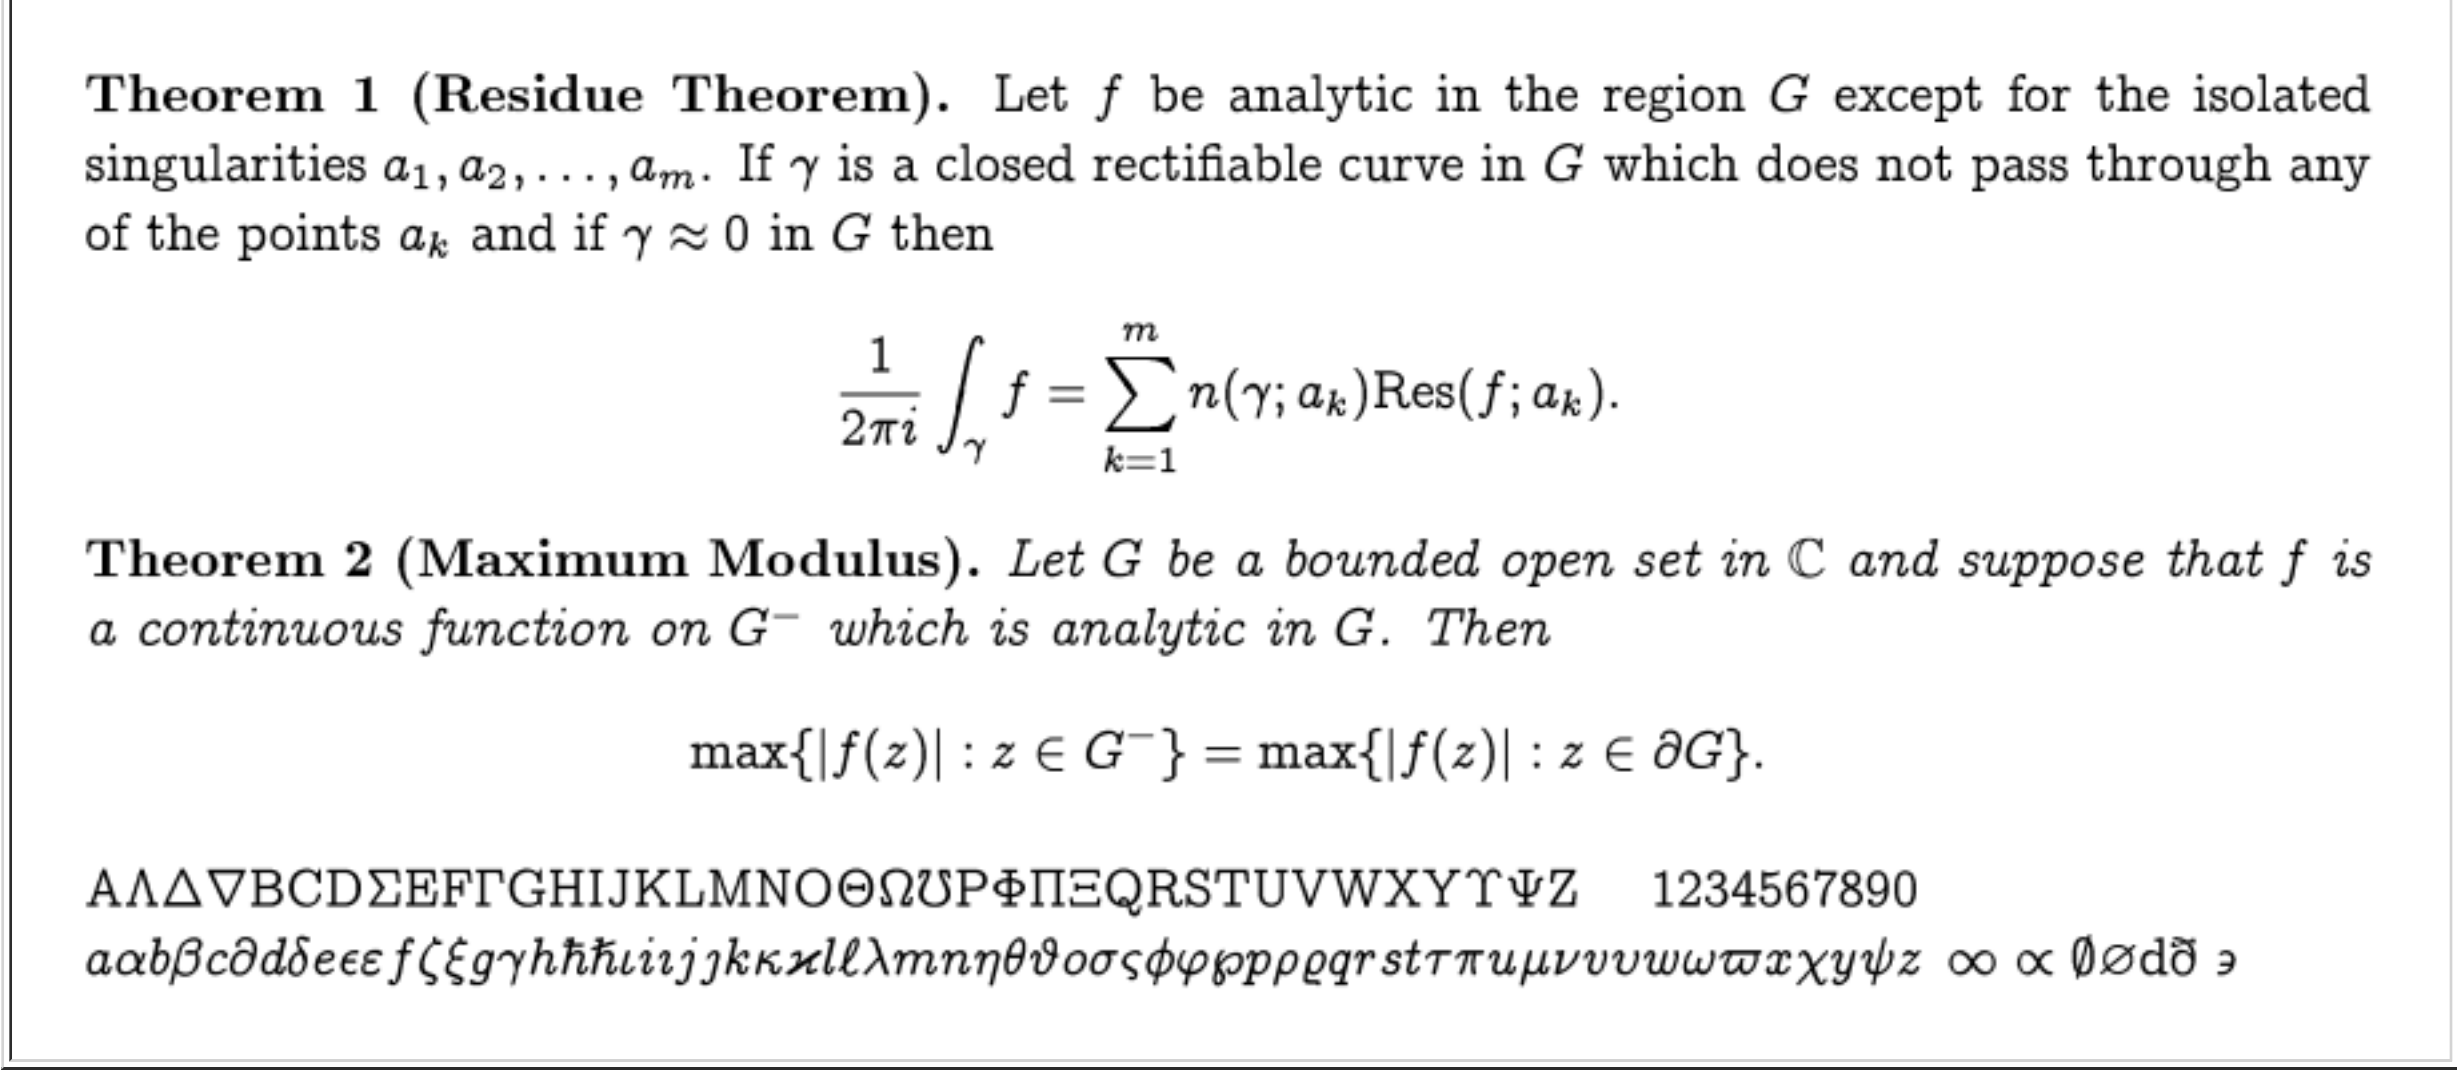 Theorem 1 (Residue Theorem). Let f be analytic in the region G except for the isolated
singularities a₁, a₂, . . . , aₘ. If γ is a closed rectifiable curve in G which does not pass through any
of the points aₖ and if γ ≈ 0 in G then
1/(2πi) ∫_γ f = ∑_{k=1}^{m} n(γ; aₖ)Res(f; aₖ).
Theorem 2 (Maximum Modulus). Let G be a bounded open set in ℂ and suppose that f is
a continuous function on G⁻ which is analytic in G. Then
max{|f(z)| : z ∈ G⁻} = max{|f(z)| : z ∈ ∂G}.
AΛΔ∇BCDΣEFΓGHIJKLMNOΘΩ℧PΦΠΞQRSTUVWXYΥΨZ 1234567890
aαbβc∂dδeϵεfζξgγhℏħιiıjȷkκϰlℓλmnηθϑoσςϕφ℘pρϱqrstτπuμνvυwωϖxχyψz ∞ ∝ ∅∅dð ϶